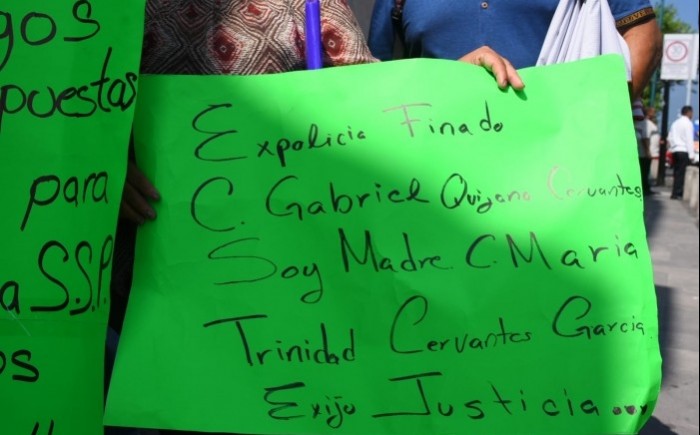 gos
puestas
para
a S.S.P.
os
Expolicia Finado
C. Gabriel Quijano Cervantes
Soy Madre C. Maria
Trinidad Cervantes Garcia
Exijo Justicia...